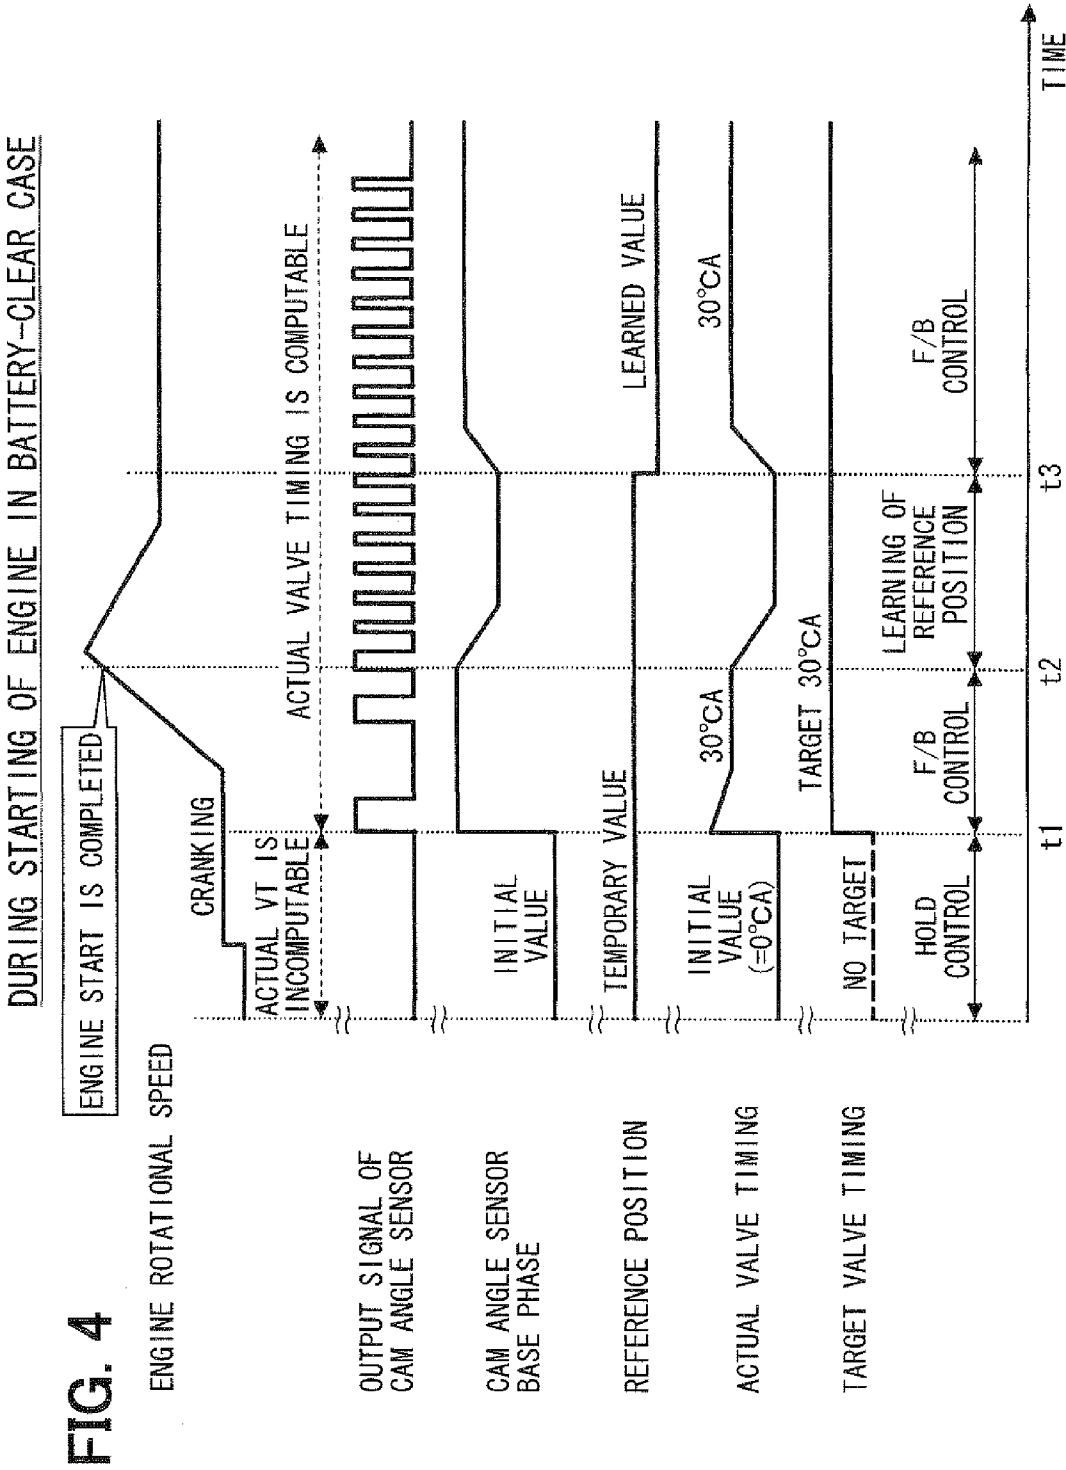 FIG. 4
DURING STARTING OF ENGINE IN BATTERY-CLEAR CASE
ENGINE START IS COMPLETED
ENGINE ROTATIONAL SPEED
CRANKING
ACTUAL VT IS
INCOMPUTABLE
ACTUAL VALVE TIMING IS COMPUTABLE
OUTPUT SIGNAL OF
CAM ANGLE SENSOR
CAM ANGLE SENSOR
BASE PHASE
INITIAL
VALUE
REFERENCE POSITION
TEMPORARY VALUE
LEARNED VALUE
ACTUAL VALVE TIMING
INITIAL
VALUE
(=0°CA)
30°CA
30°CA
TARGET VALVE TIMING
NO TARGET
TARGET 30°CA
HOLD
CONTROL
F/B
CONTROL
LEARNING OF
REFERENCE
POSITION
F/B
CONTROL
t1
t2
t3
TIME